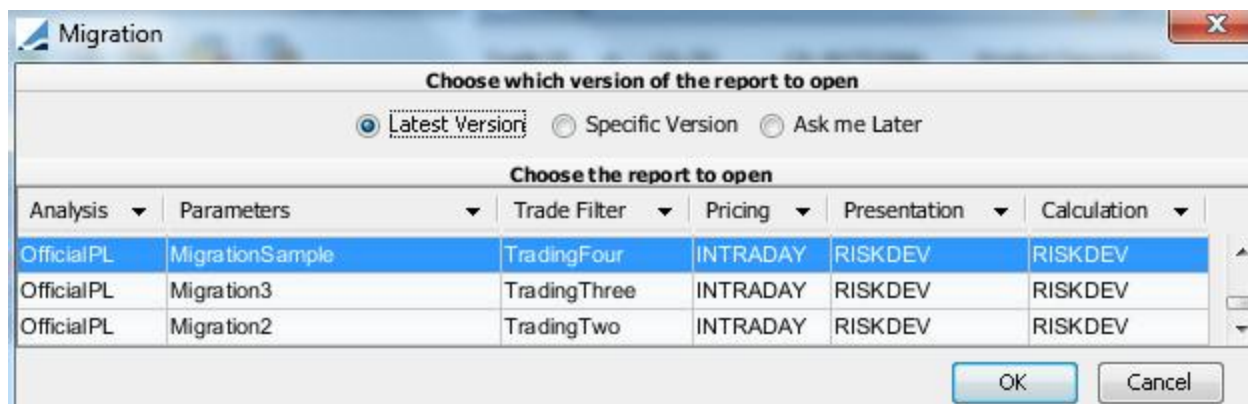 Migration
Choose which version of the report to open
Latest Version Specific Version Ask me Later
Choose the report to open
Analysis Parameters Trade Filter Pricing Presentation Calculation
OfficialPL MigrationSample TradingFour INTRADAY RISKDEV RISKDEV
OfficialPL Migration3 TradingThree INTRADAY RISKDEV RISKDEV
OfficialPL Migration2 TradingTwo INTRADAY RISKDEV RISKDEV
OK Cancel